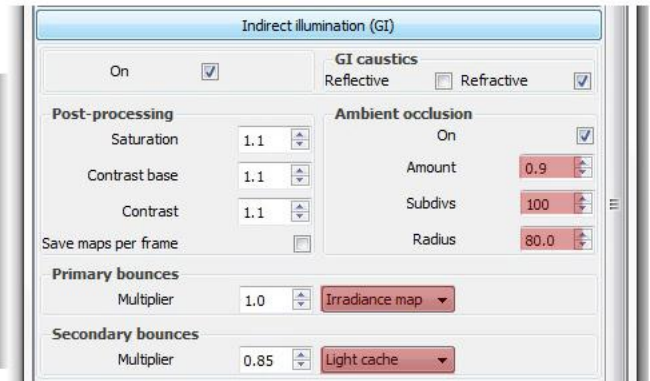 Indirect illumination (GI)
On
GI caustics
Reflective Refractive
Post-processing
Saturation 1.1
Contrast base 1.1
Contrast 1.1
Save maps per frame
Ambient occlusion
On
Amount 0.9
Subdivs 100
Radius 80.0
Primary bounces
Multiplier 1.0 Irradiance map
Secondary bounces
Multiplier 0.85 Light cache